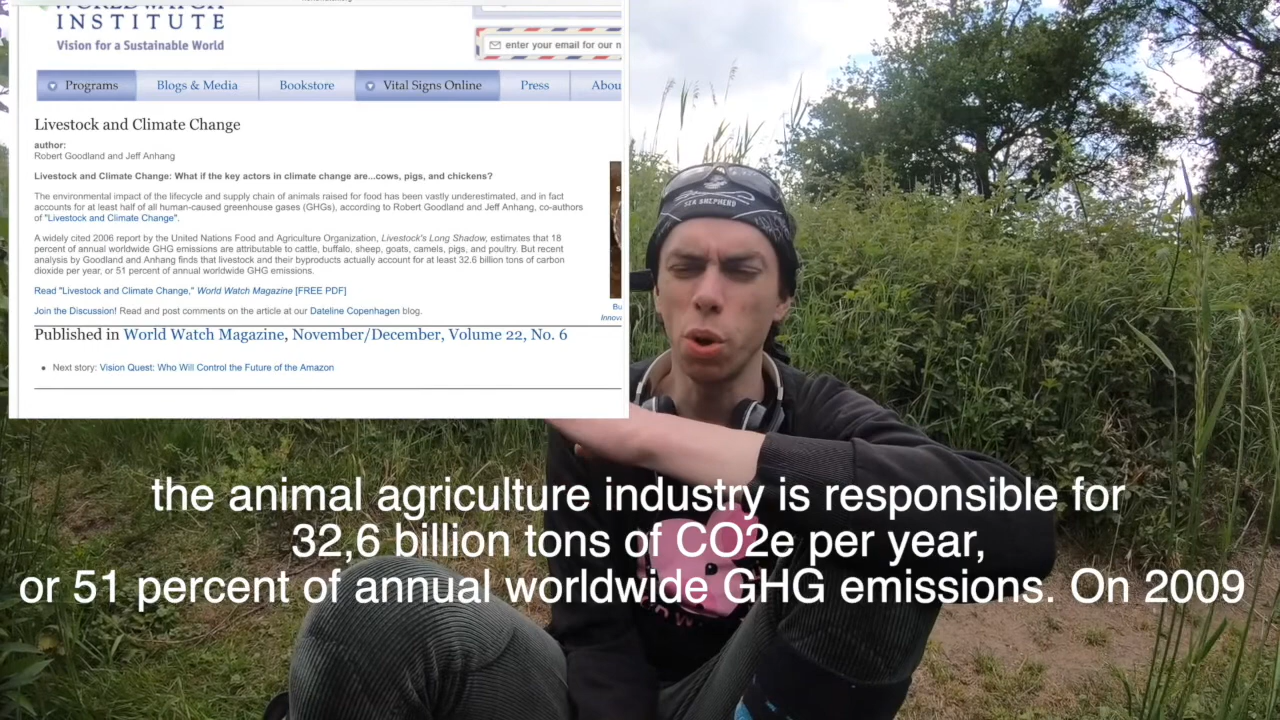 WORLDWATCH
INSTITUTE
Vision for a Sustainable World
enter your email for our
Programs Blogs & Media Bookstore Vital Signs Online Press
Livestock and Climate Change
author:
Robert Goodland and Jeff Anhang
Livestock and Climate Change: What if the key actors in climate change are...cows, pigs, and chickens?
The environmental impact of the lifecycle and supply chain of animals raised for food has been vastly underestimated, and in fact
accounts for at least half of all human-caused greenhouse gases (GHGs), according to Robert Goodland and Jeff Anhang, co-authors
of "Livestock and Climate Change".
A widely cited 2006 report by the United Nations Food and Agriculture Organization, Livestock's Long Shadow, estimates that 18
percent of annual worldwide GHG emissions are attributable to cattle, buffalo, sheep, goats, camels, pigs, and poultry. But recent
analysis by Goodland and Anhang finds that livestock and their byproducts actually account for at least 32.6 billion tons of carbon
dioxide per year, or 51 percent of annual worldwide GHG emissions.
Read "Livestock and Climate Change," World Watch Magazine [FREE PDF]
Join the Discussion! Read and post comments on the article at our Dateline Copenhagen blog.
Published in World Watch Magazine, November/December, Volume 22, No. 6
Next story: Vision Quest: Who Will Control the Future of the Amazon
SEA SHEPHERD
the animal agriculture industry is responsible for
32,6 billion tons of CO2e per year,
or 51 percent of annual worldwide GHG emissions. On 2009